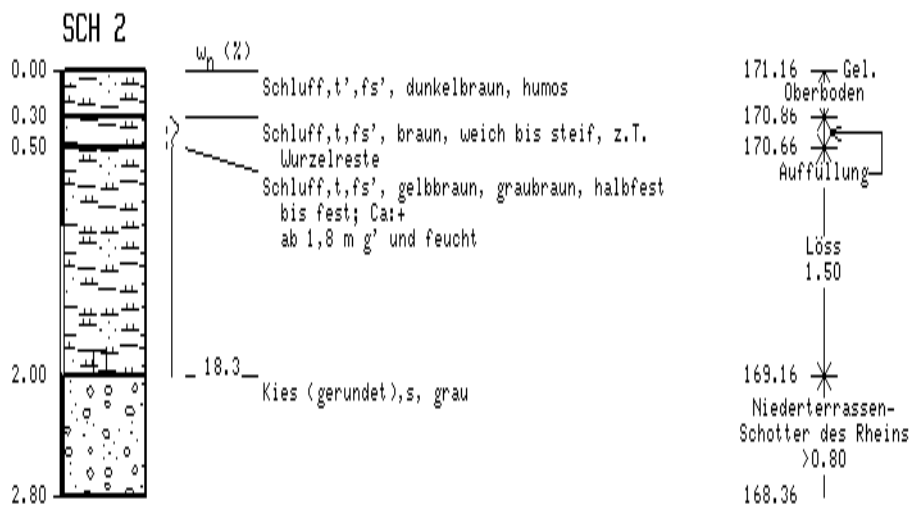 SCH 2
w_n (%)
0.00 171.16 Gel.
Schluff,t',fs', dunkelbraun, humos Oberboden
0.30 170.86
Schluff,t,fs', braun, weich bis steif, z.T.
0.50 Wurzelreste 170.66
Schluff,t,fs', gelbbraun, graubraun, halbfest Auffüllung
bis fest; Ca:+
ab 1,8 m g' und feucht
Löss
1.50
2.00 18.3 169.16
Kies (gerundet),s, grau
Niederterrassen-
Schotter des Rheins
>0.80
2.80 168.36